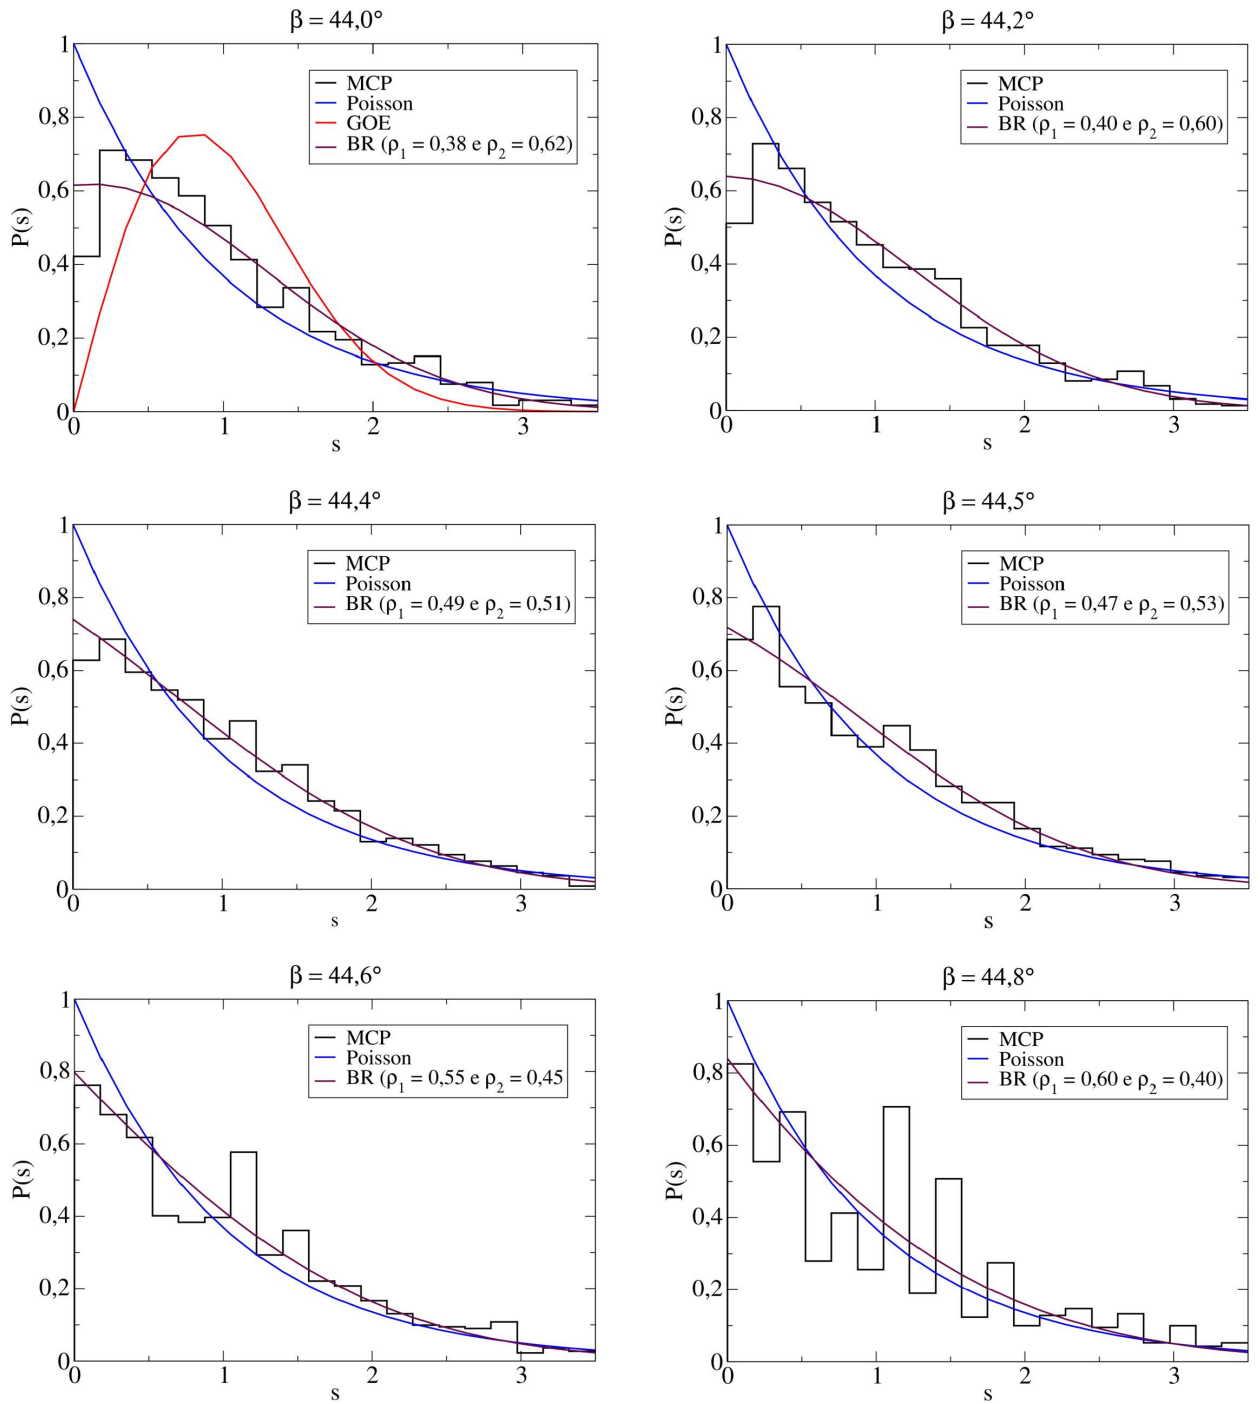 β = 44,0°
MCP
Poisson
GOE
BR (ρ1 = 0,38 e ρ2 = 0,62)
1
0,8
0,6
0,4
0,2
0
P(s)
0 1 2 3
s
β = 44,2°
MCP
Poisson
BR (ρ1 = 0,40 e ρ2 = 0,60)
1
0,8
0,6
0,4
0,2
0
P(s)
0 1 2 3
s
β = 44,4°
MCP
Poisson
BR (ρ1 = 0,49 e ρ2 = 0,51)
1
0,8
0,6
0,4
0,2
0
P(s)
0 1 2 3
s
β = 44,5°
MCP
Poisson
BR (ρ1 = 0,47 e ρ2 = 0,53)
1
0,8
0,6
0,4
0,2
0
P(s)
0 1 2 3
s
β = 44,6°
MCP
Poisson
BR (ρ1 = 0,55 e ρ2 = 0,45
1
0,8
0,6
0,4
0,2
0
P(s)
0 1 2 3
s
β = 44,8°
MCP
Poisson
BR (ρ1 = 0,60 e ρ2 = 0,40)
1
0,8
0,6
0,4
0,2
0
P(s)
0 1 2 3
s